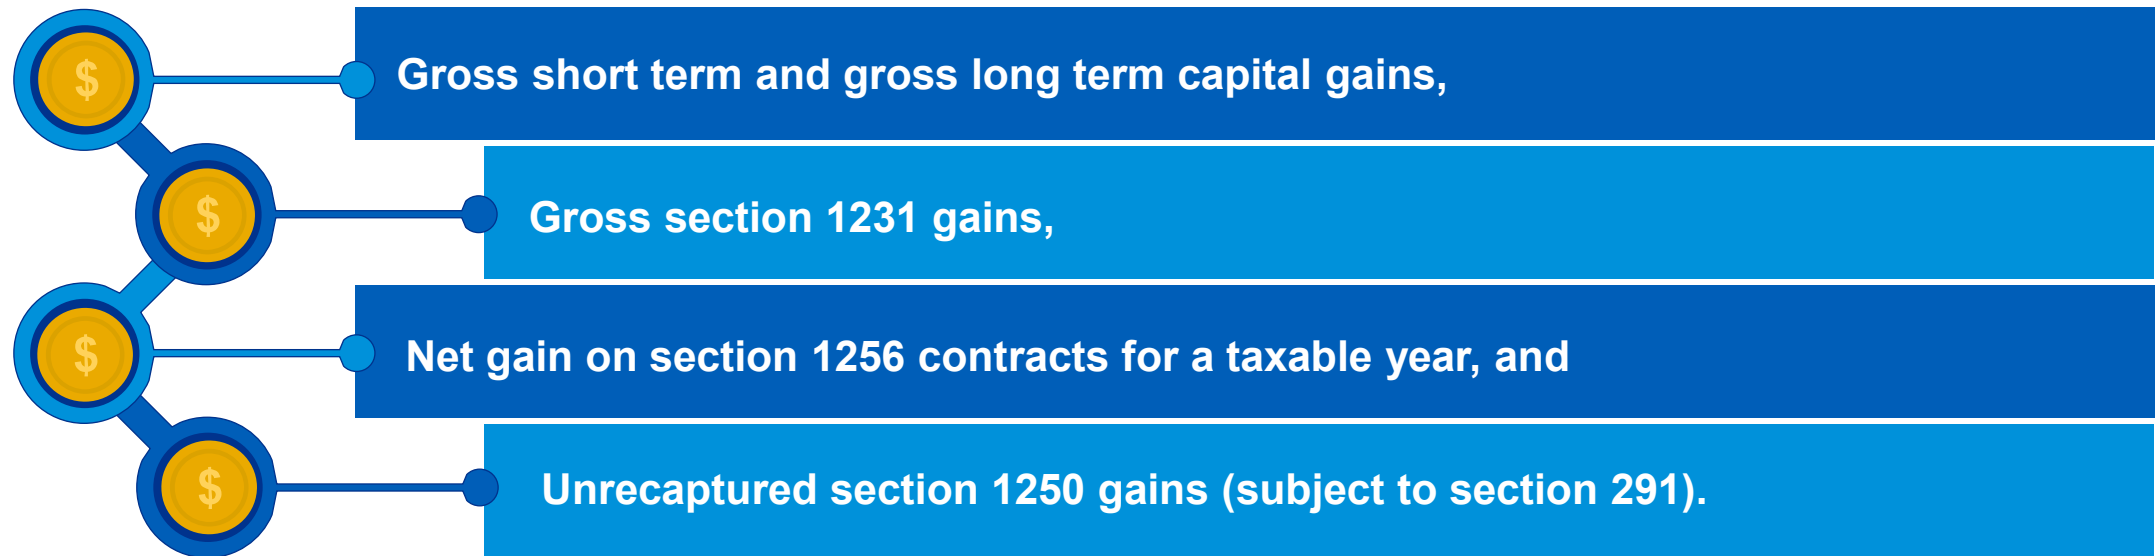 $
Gross short term and gross long term capital gains,
$
Gross section 1231 gains,
$
Net gain on section 1256 contracts for a taxable year, and
$
Unrecaptured section 1250 gains (subject to section 291).